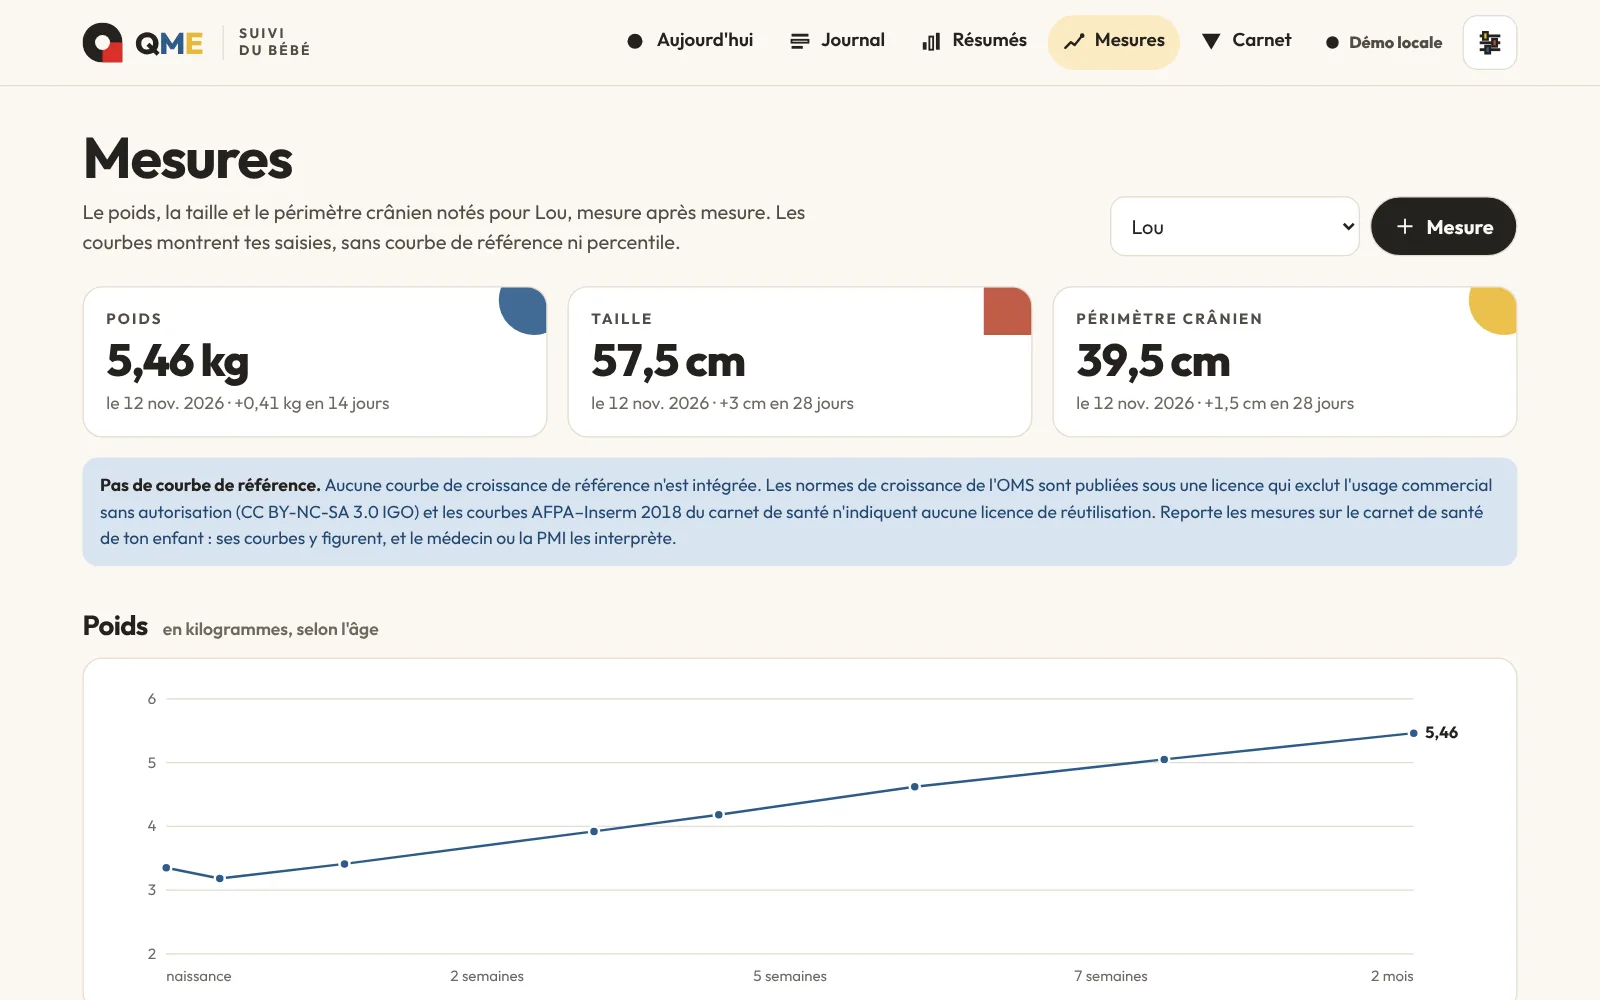 QME
SUIVI
DU BÉBÉ
Aujourd'hui
Journal
Résumés
Mesures
Carnet
Démo locale
Mesures
Le poids, la taille et le périmètre crânien notés pour Lou, mesure après mesure. Les
courbes montrent tes saisies, sans courbe de référence ni percentile.
Lou
+ Mesure
POIDS
5,46 kg
le 12 nov. 2026 · +0,41 kg en 14 jours
TAILLE
57,5 cm
le 12 nov. 2026 · +3 cm en 28 jours
PÉRIMÈTRE CRÂNIEN
39,5 cm
le 12 nov. 2026 · +1,5 cm en 28 jours
Pas de courbe de référence. Aucune courbe de croissance de référence n'est intégrée. Les normes de croissance de l'OMS sont publiées sous une licence qui exclut l'usage commercial
sans autorisation (CC BY-NC-SA 3.0 IGO) et les courbes AFPA–Inserm 2018 du carnet de santé n'indiquent aucune licence de réutilisation. Reporte les mesures sur le carnet de santé
de ton enfant : ses courbes y figurent, et le médecin ou la PMI les interprète.
Poids en kilogrammes, selon l'âge
6
5,46
5
4
3
2
naissance
2 semaines
5 semaines
7 semaines
2 mois